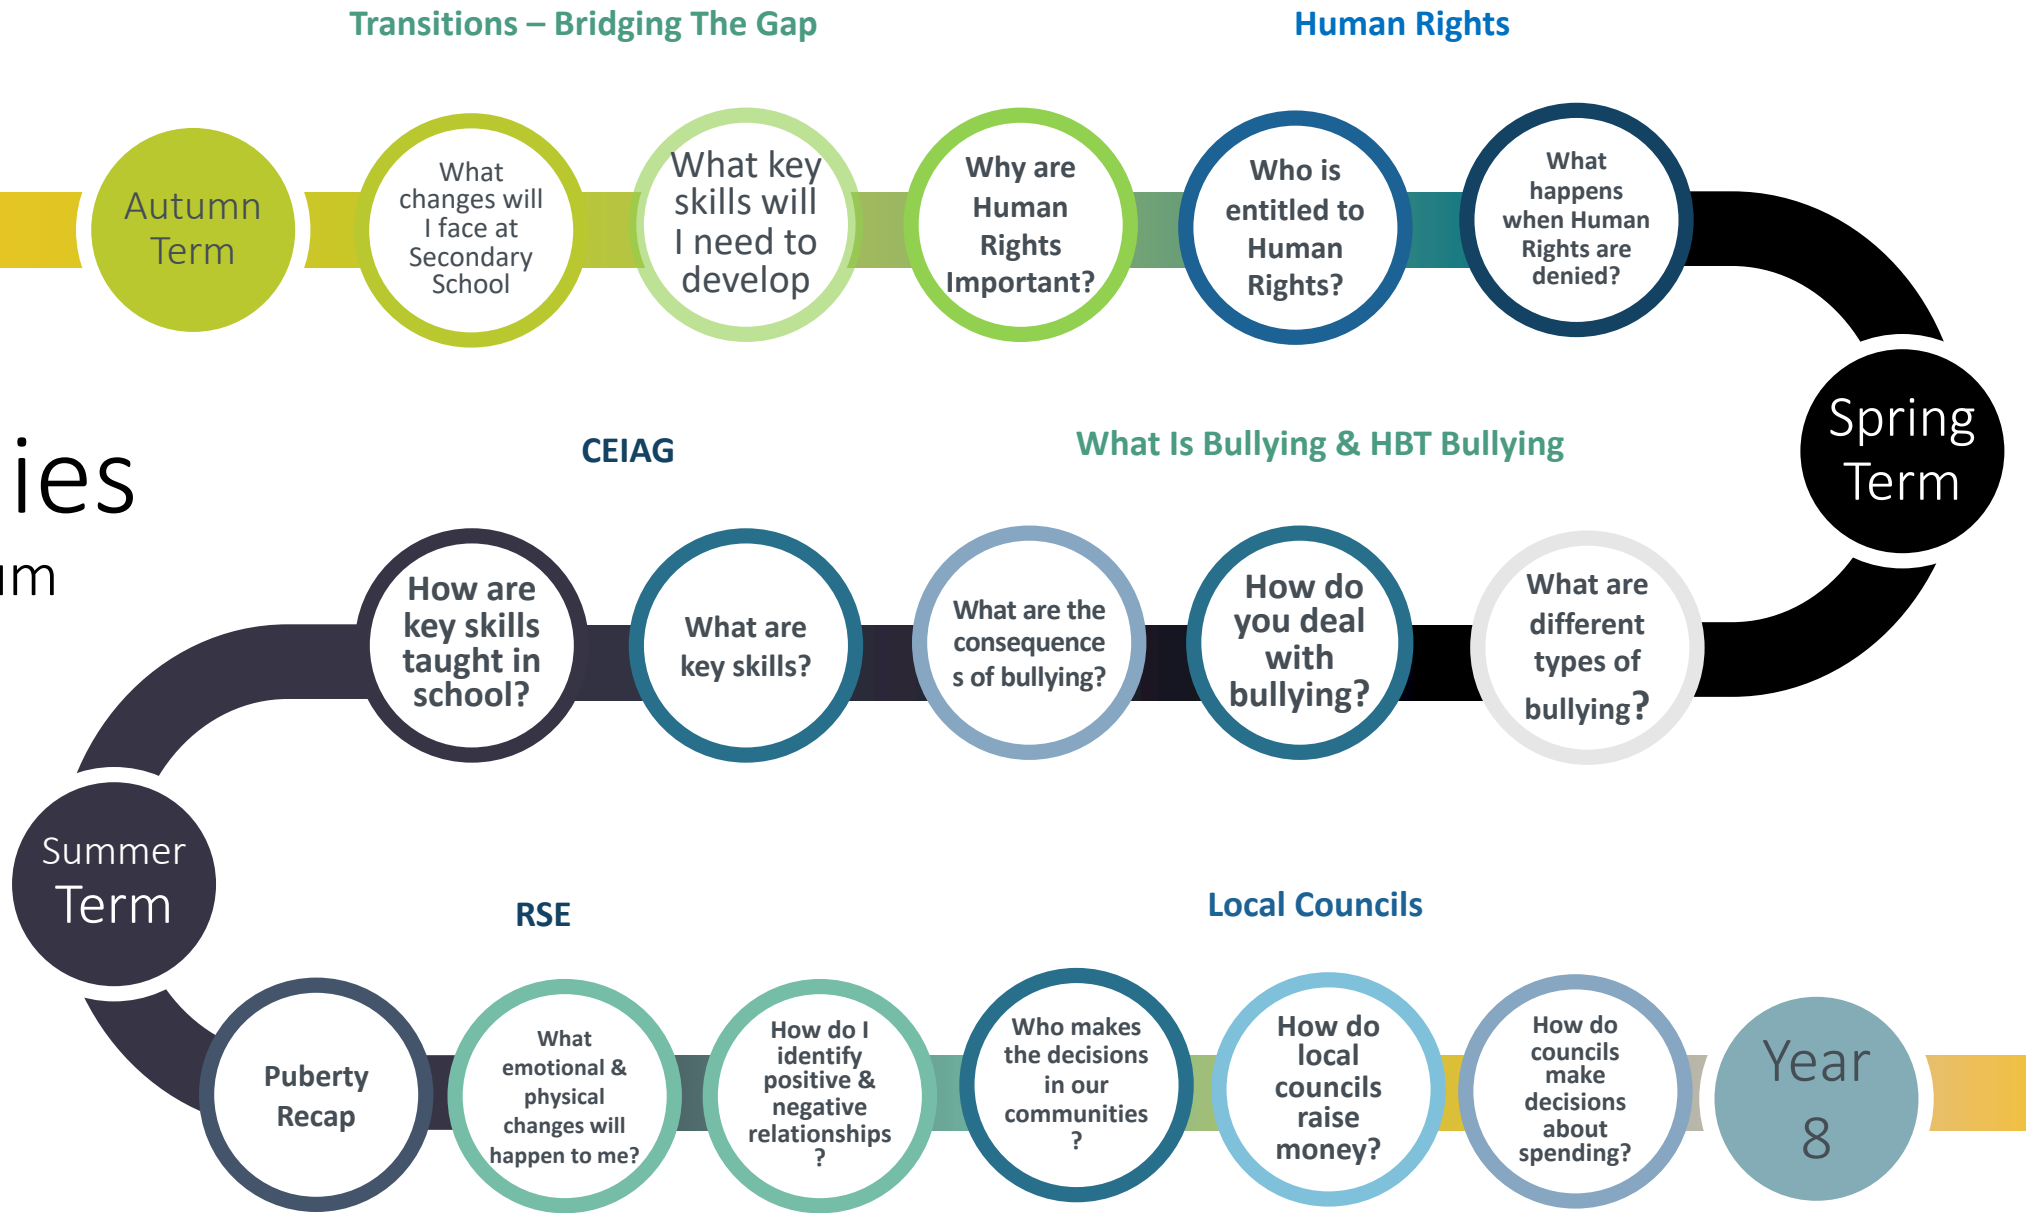 Transitions – Bridging The Gap
Human Rights
Autumn
Term
What
changes will
I face at
Secondary
School
What key
skills will
I need to
develop
Why are
Human
Rights
Important?
Who is
entitled to
Human
Rights?
What
happens
when Human
Rights are
denied?
Spring
Term
ies
um
CEIAG
What Is Bullying & HBT Bullying
How are
key skills
taught in
school?
What are
key skills?
What are the
consequence
s of bullying?
How do
you deal
with
bullying?
What are
different
types of
bullying?
Summer
Term
RSE
Local Councils
Puberty
Recap
What
emotional &
physical
changes will
happen to me?
How do I
identify
positive &
negative
relationships
?
Who makes
the decisions
in our
communities
?
How do
local
councils
raise
money?
How do
councils
make
decisions
about
spending?
Year
8